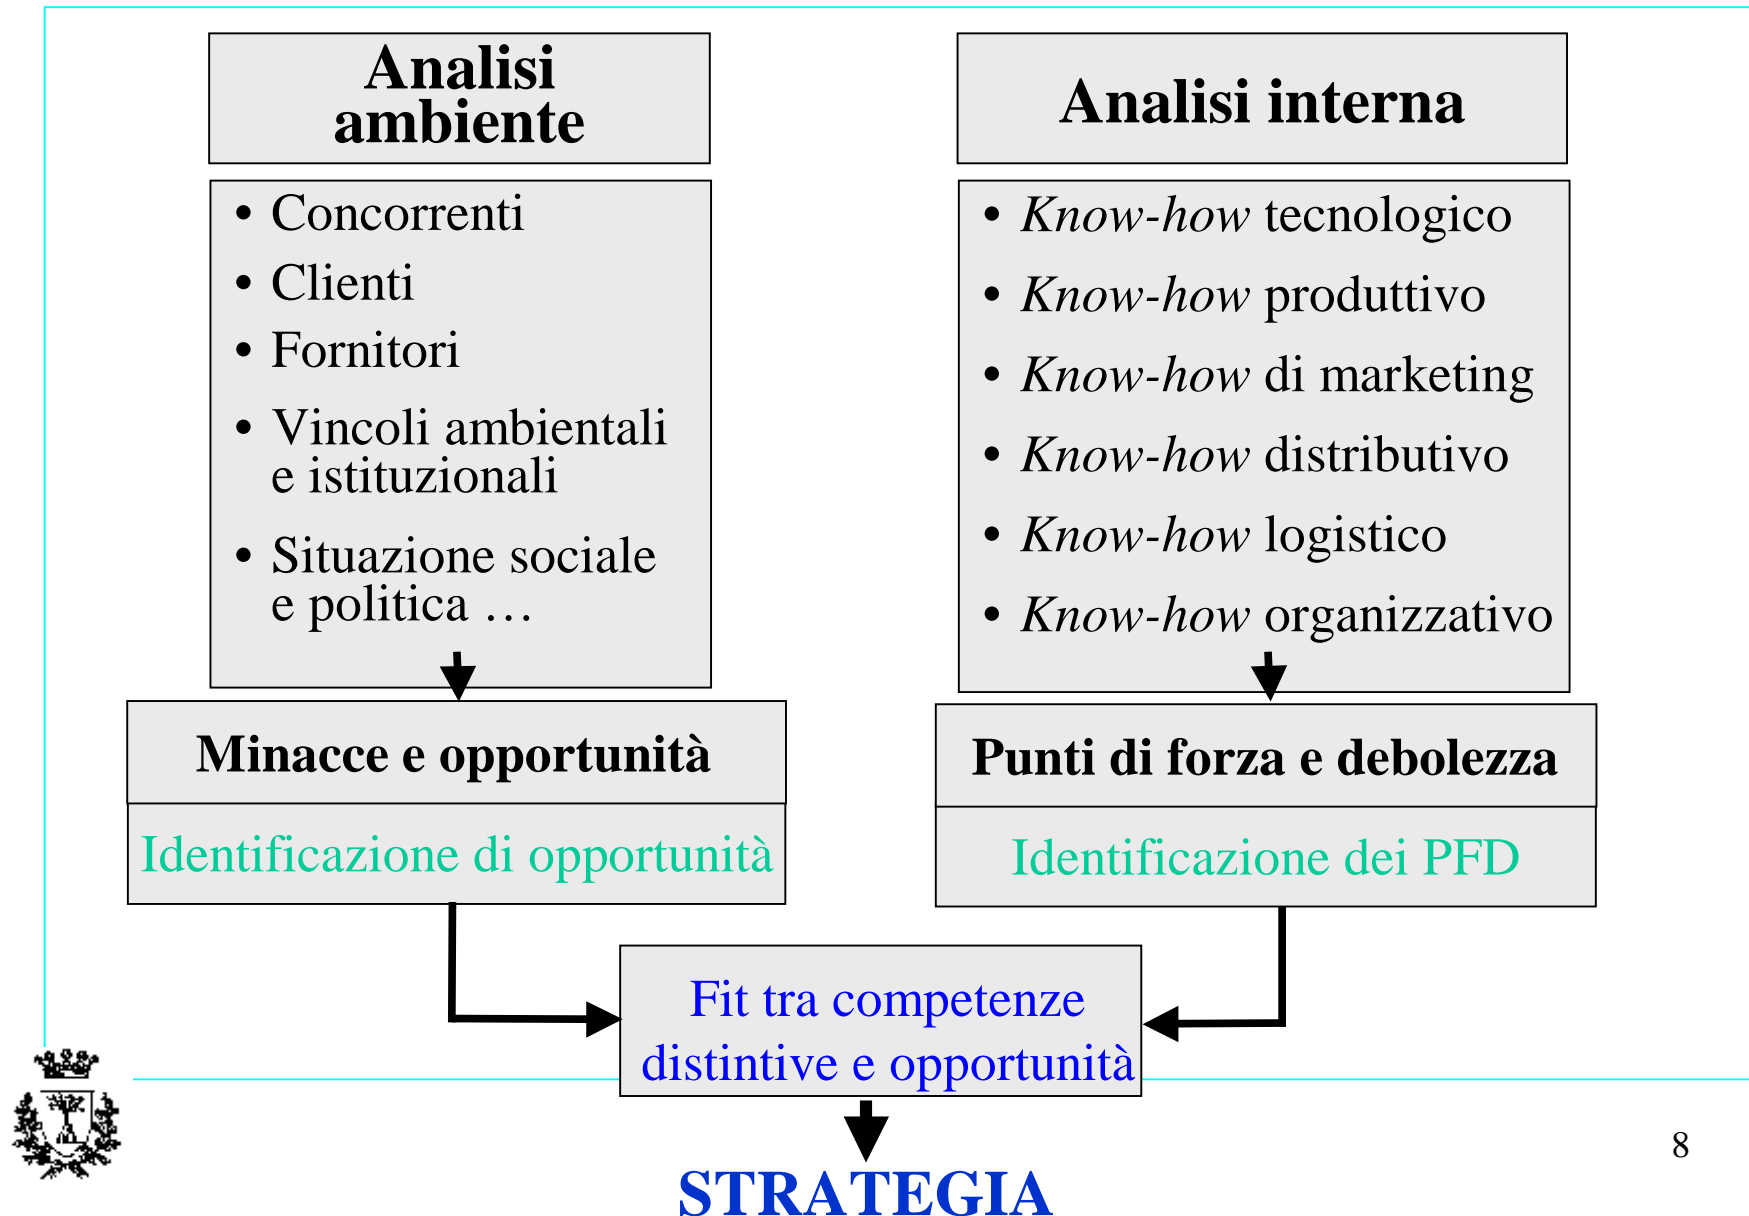 Analisi
ambiente
• Concorrenti
• Clienti
• Fornitori
• Vincoli ambientali
e istituzionali
• Situazione sociale
e politica …
Minacce e opportunità
Identificazione di opportunità
Analisi interna
• Know-how tecnologico
• Know-how produttivo
• Know-how di marketing
• Know-how distributivo
• Know-how logistico
• Know-how organizzativo
Punti di forza e debolezza
Identificazione dei PFD
Fit tra competenze
distintive e opportunità
STRATEGIA
8